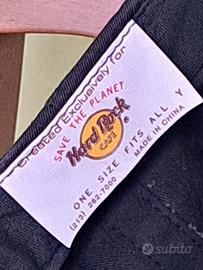 Created Exclusively for
SAVE THE PLANET
Hard Rock
CAFE
®
ONE SIZE FITS ALL Y
(213) 262-7000 MADE IN CHINA
subito